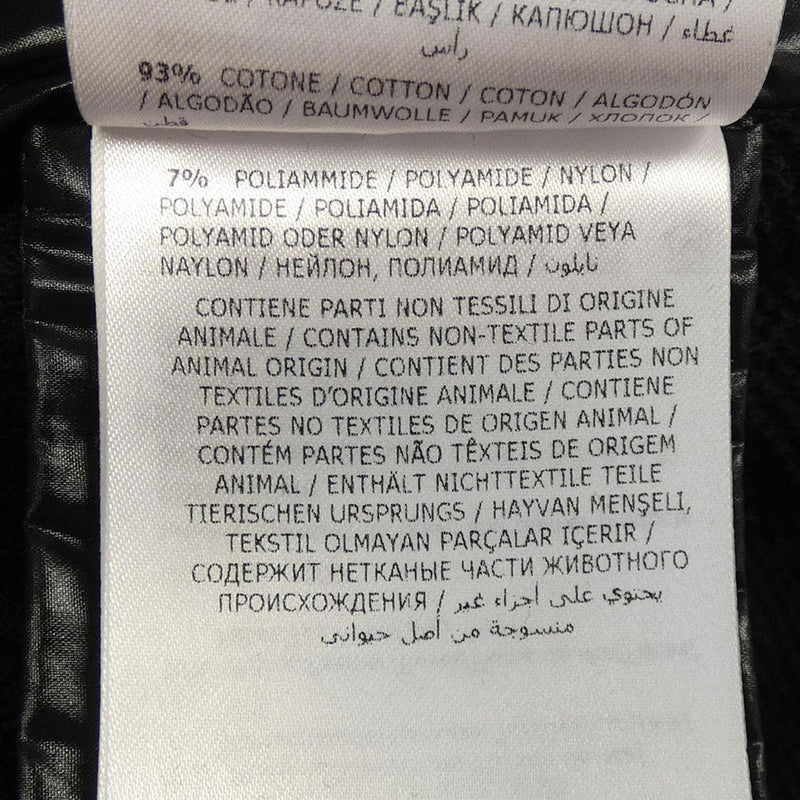 / KAPUZE / BAŞLIK / КАПЮШОН / غطاء
رأس
93% COTONE / COTTON / COTON / ALGODÓN
/ ALGODÃO / BAUMWOLLE / PAMUK / ХЛОПОК /
قطن
7% POLIAMMIDE / POLYAMIDE / NYLON /
POLYAMIDE / POLIAMIDA / POLIAMIDA /
POLYAMID ODER NYLON / POLYAMID VEYA
NAYLON / НЕЙЛОН, ПОЛИАМИД / نايلون
CONTIENE PARTI NON TESSILI DI ORIGINE
ANIMALE / CONTAINS NON-TEXTILE PARTS OF
ANIMAL ORIGIN / CONTIENT DES PARTIES NON
TEXTILES D'ORIGINE ANIMALE / CONTIENE
PARTES NO TEXTILES DE ORIGEN ANIMAL /
CONTÉM PARTES NÃO TÊXTEIS DE ORIGEM
ANIMAL / ENTHÄLT NICHTTEXTILE TEILE
TIERISCHEN URSPRUNGS / HAYVAN MENŞELİ,
TEKSTIL OLMAYAN PARÇALAR IÇERIR /
СОДЕРЖИТ НЕТКАНЫЕ ЧАСТИ ЖИВОТНОГО
ПРОИСХОЖДЕНИЯ / يحتوي على أجزاء غير
منسوجة من أصل حيواني